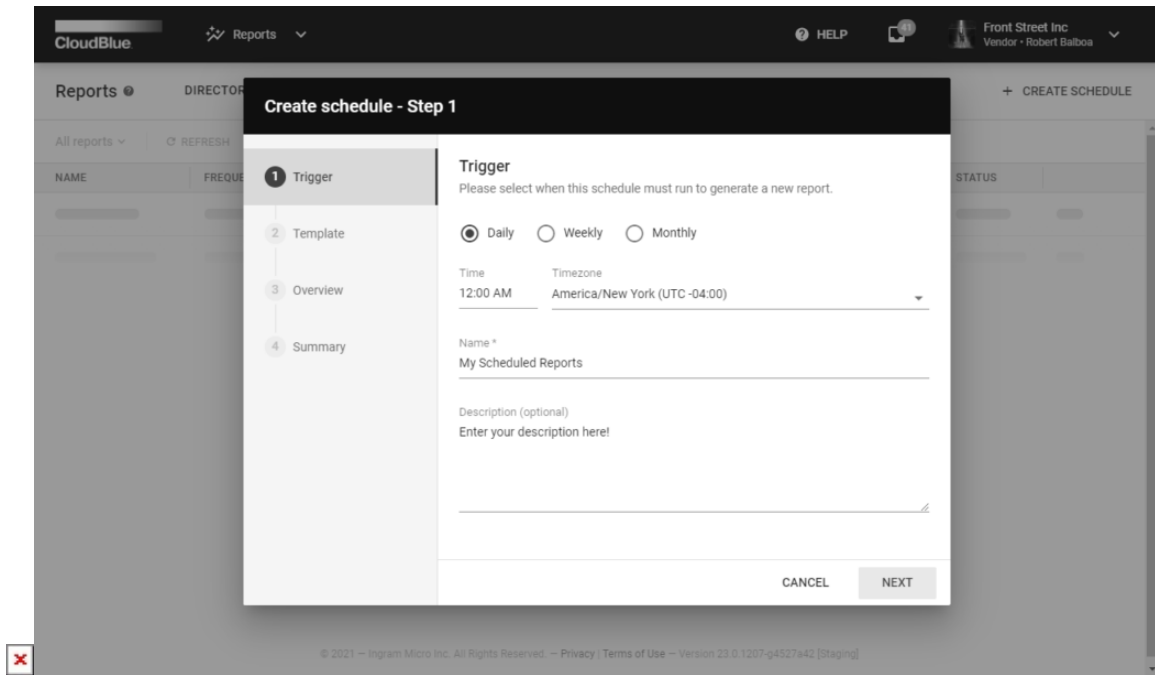 CloudBlue
Reports
HELP
41
Front Street Inc
Vendor • Robert Balboa
Reports
DIRECTOR
+ CREATE SCHEDULE
Create schedule - Step 1
All reports
REFRESH
NAME
FREQUE
STATUS
1 Trigger
2 Template
3 Overview
4 Summary
Trigger
Please select when this schedule must run to generate a new report.
Daily Weekly Monthly
Time Timezone
12:00 AM America/New York (UTC -04:00)
Name *
My Scheduled Reports
Description (optional)
Enter your description here!
CANCEL NEXT
© 2021 — Ingram Micro Inc. All Rights Reserved. — Privacy | Terms of Use — Version 23.0.1207-g4527a42 [Staging]